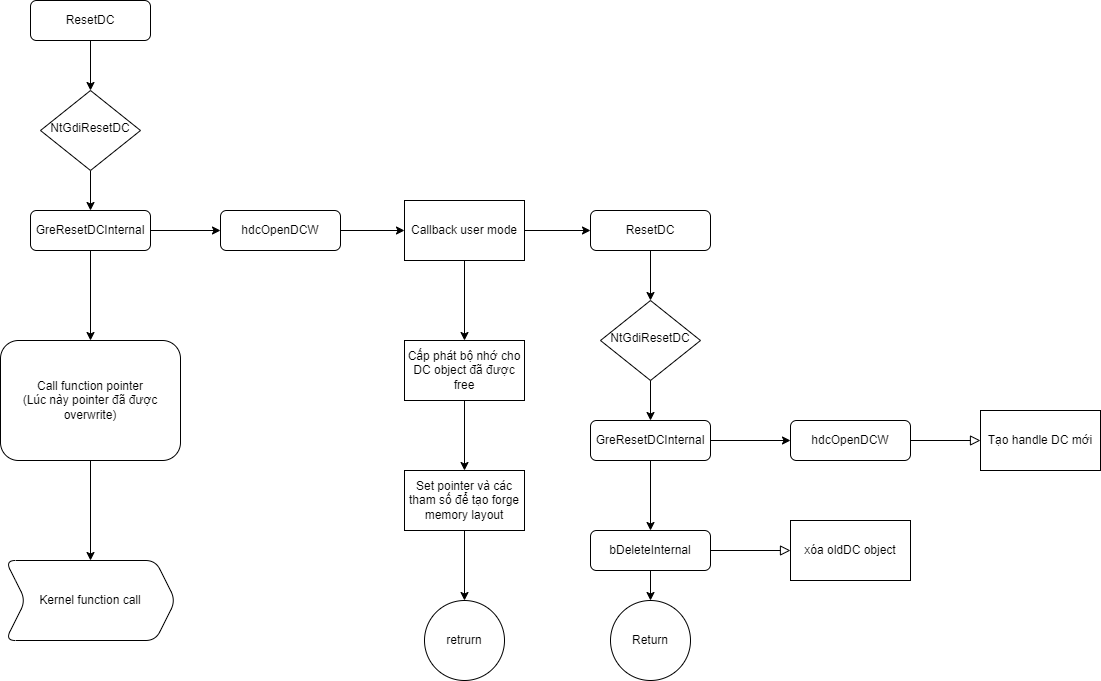 ResetDC
NtGdiResetDC
GreResetDCInternal
hdcOpenDCW
Callback user mode
ResetDC
NtGdiResetDC
Call function pointer
(Lúc này pointer đã được
overwrite)
Cấp phát bộ nhớ cho
DC object đã được
free
GreResetDCInternal
hdcOpenDCW
Tạo handle DC mới
Set pointer và các
tham số để tạo forge
memory layout
bDeleteInternal
xóa oldDC object
Kernel function call
retrurn
Return